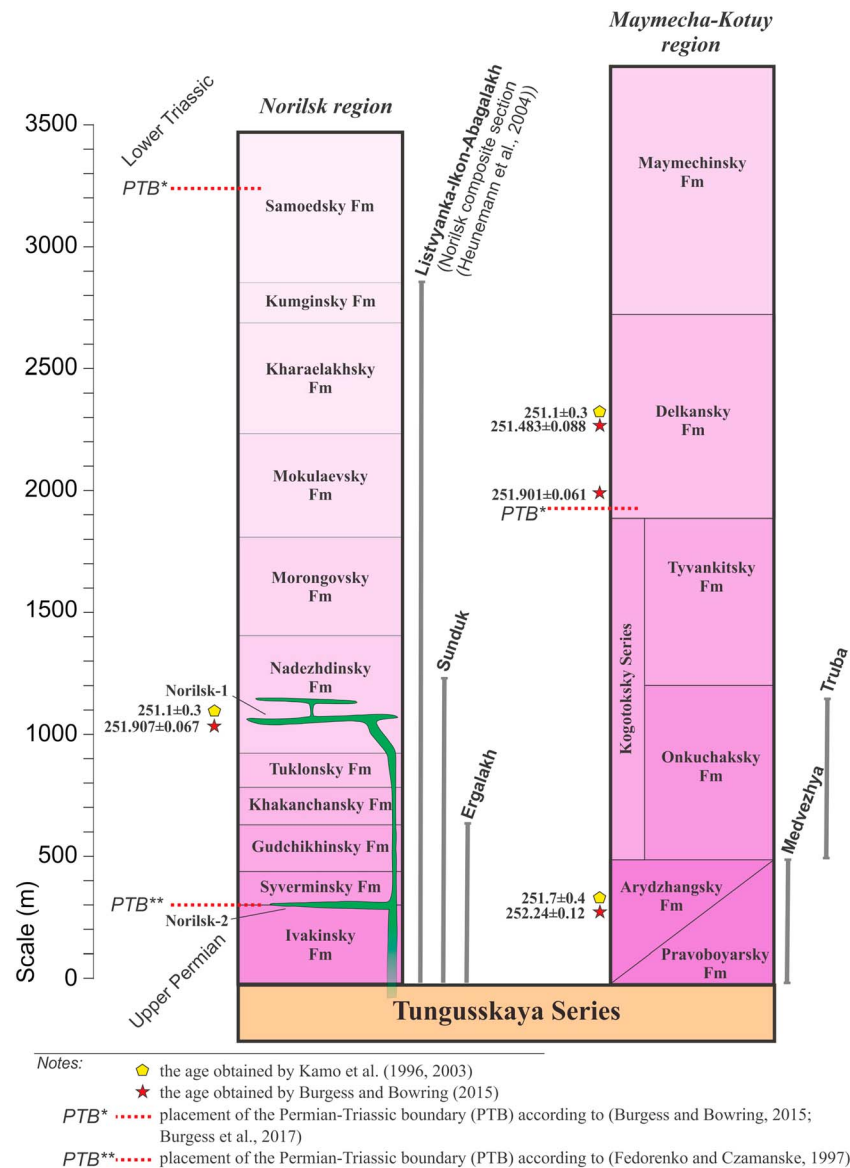 Maymecha-Kotuy
region
Norilsk region
Lower Triassic
3500
3000
2500
2000
1500
1000
500
0
Scale (m)
Upper Permian
PTB*
PTB**
Samoedsky Fm
Kumginsky Fm
Kharaelakhsky
Fm
Mokulaevsky
Fm
Morongovsky
Fm
Nadezhdinsky
Fm
Norilsk-1
251.1±0.3
251.907±0.067
Tuklonsky Fm
Khakanchansky Fm
Gudchikhinsky Fm
Syverminsky Fm
Norilsk-2
Ivakinsky
Fm
Listvyanka-Ikon-Abagalakh
(Norilsk composite section
(Heunemann et al., 2004))
Sunduk
Ergalakh
Maymechinsky
Fm
Delkansky
Fm
251.1±0.3
251.483±0.088
251.901±0.061
PTB*
Kogotoksky Series
Tyvankitsky
Fm
Onkuchaksky
Fm
Arydzhangsky
Fm
251.7±0.4
252.24±0.12
Pravoboyarsky
Fm
Truba
Medvezhya
Tungusskaya Series
Notes:
the age obtained by Kamo et al. (1996, 2003)
the age obtained by Burgess and Bowring (2015)
PTB* placement of the Permian-Triassic boundary (PTB) according to (Burgess and Bowring, 2015;
Burgess et al., 2017)
PTB** placement of the Permian-Triassic boundary (PTB) according to (Fedorenko and Czamanske, 1997)